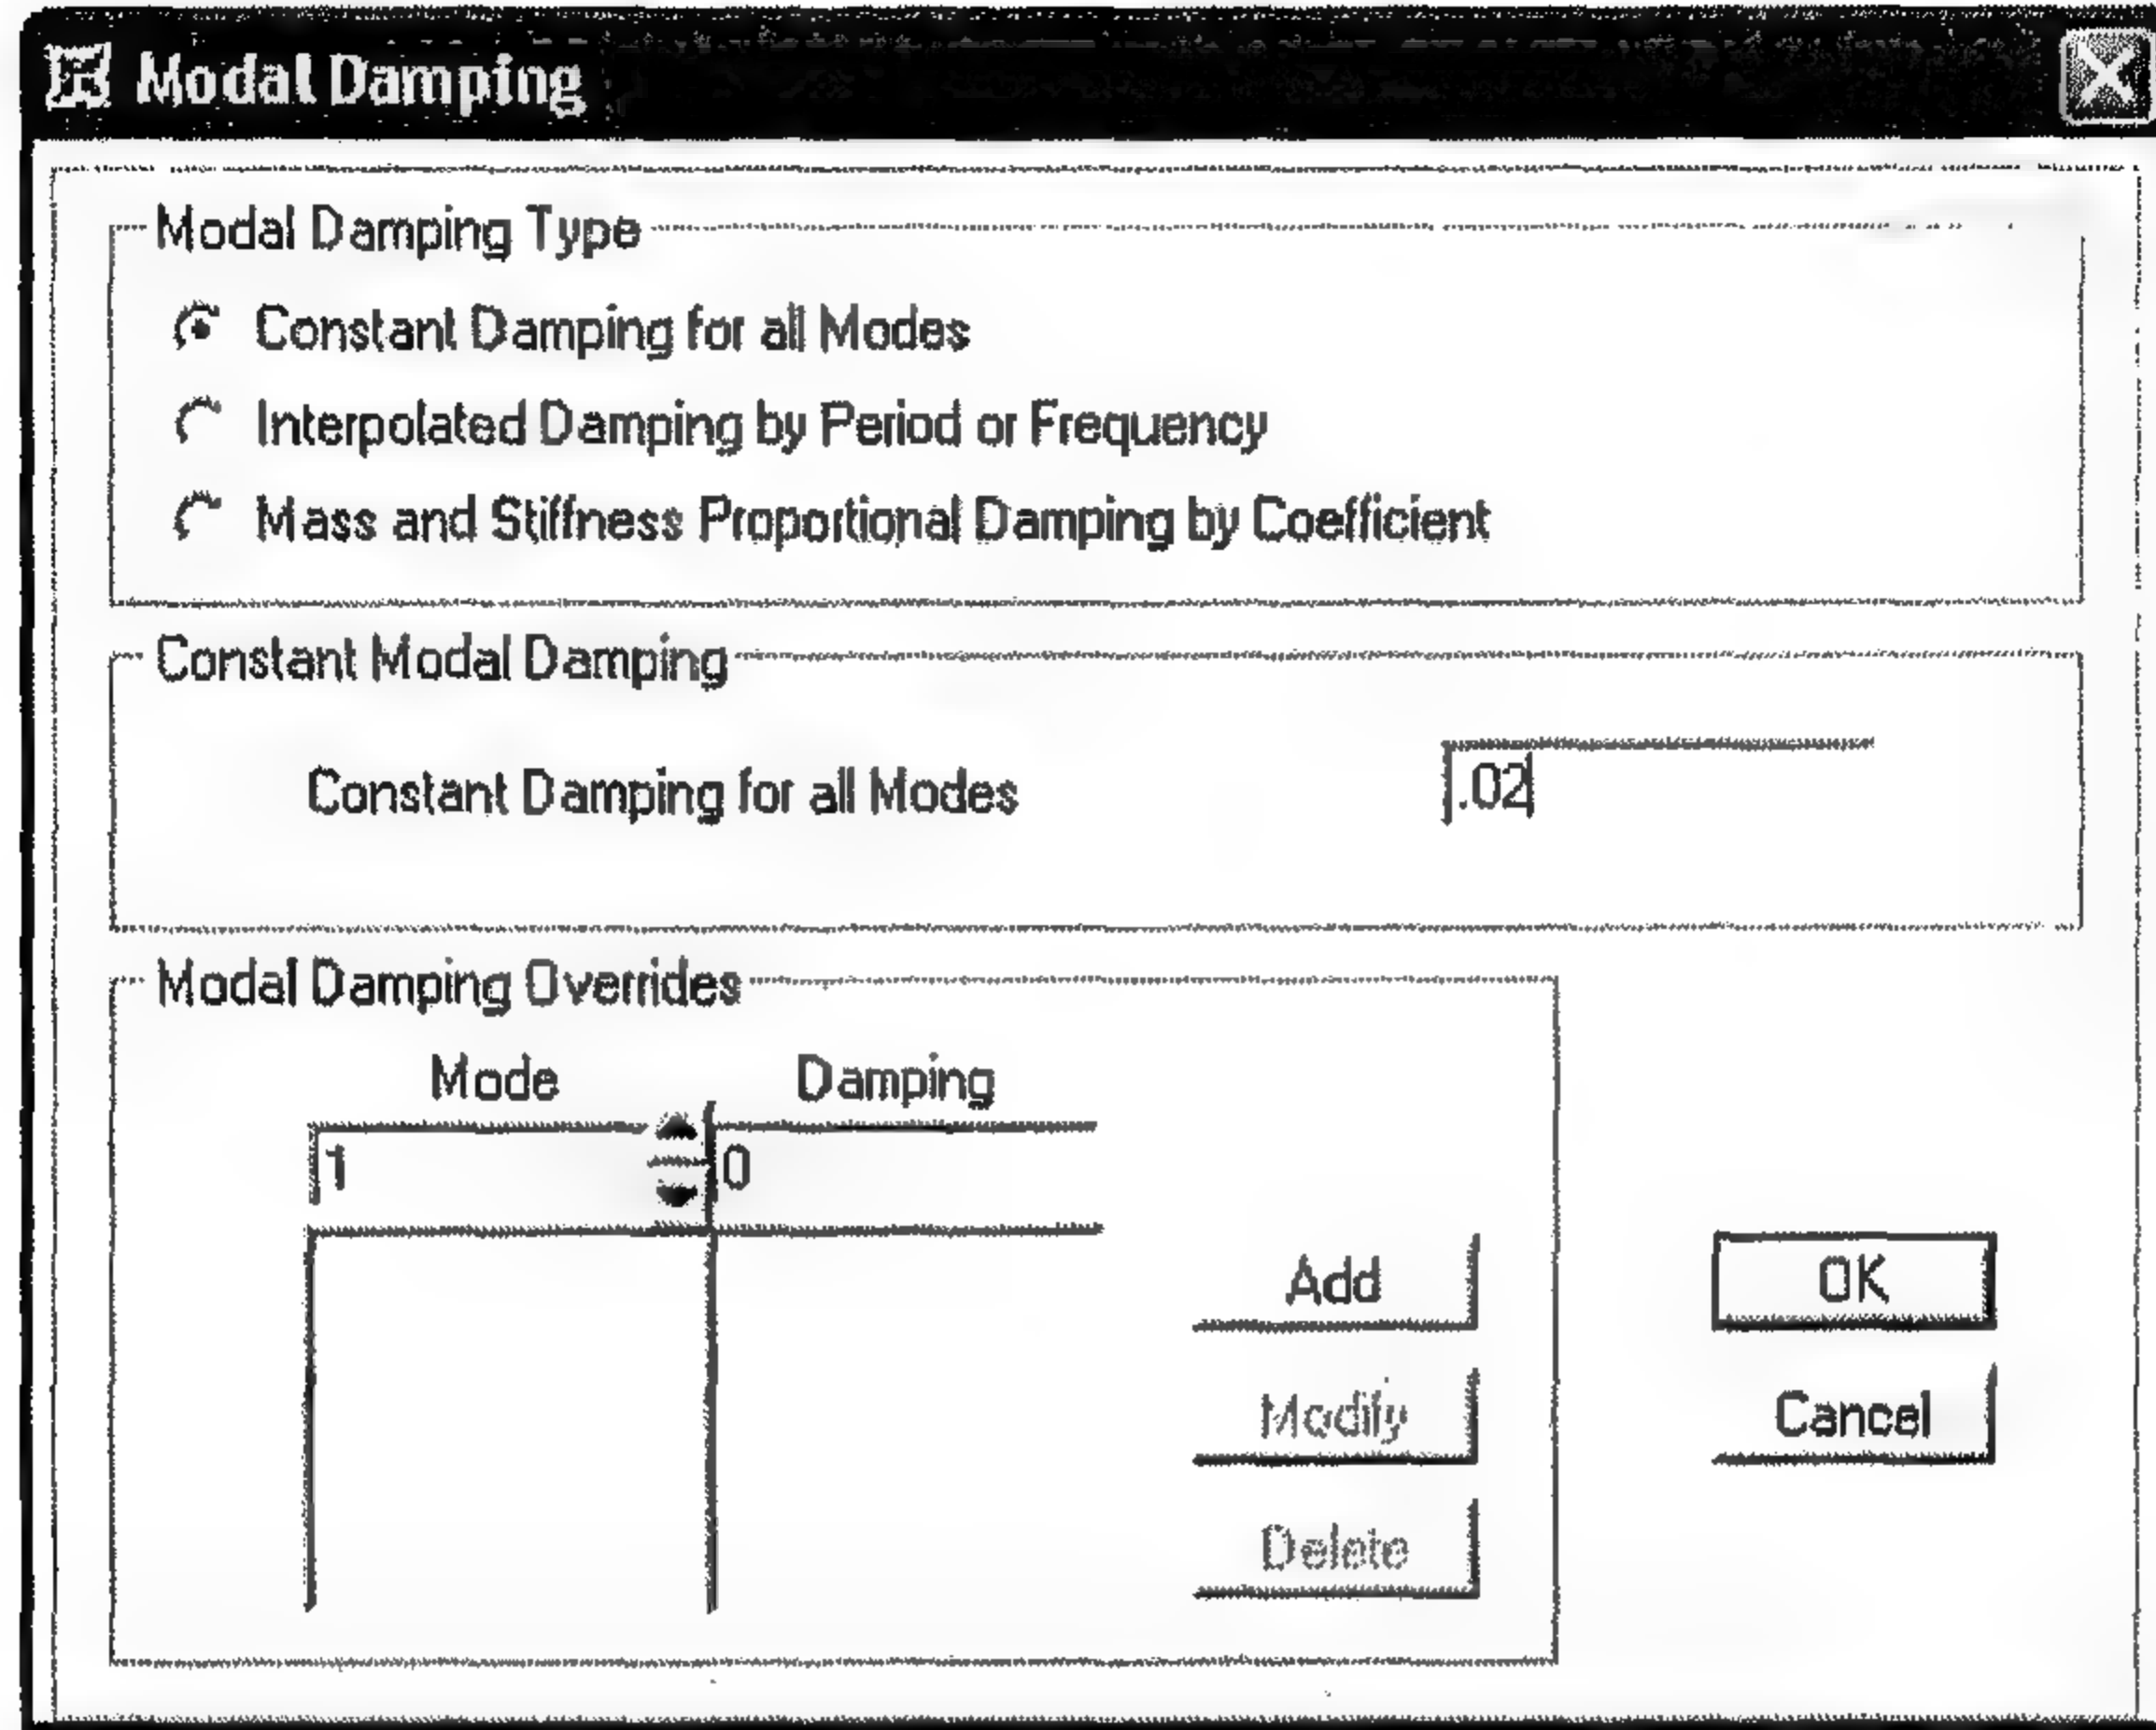 Modal Damping
Modal Damping Type
Constant Damping for all Modes
Interpolated Damping by Period or Frequency
Mass and Stiffness Proportional Damping by Coefficient
Constant Modal Damping
Constant Damping for all Modes .02
Modal Damping Overrides
Mode Damping
1 0
Add
OK
Modify
Cancel
Delete